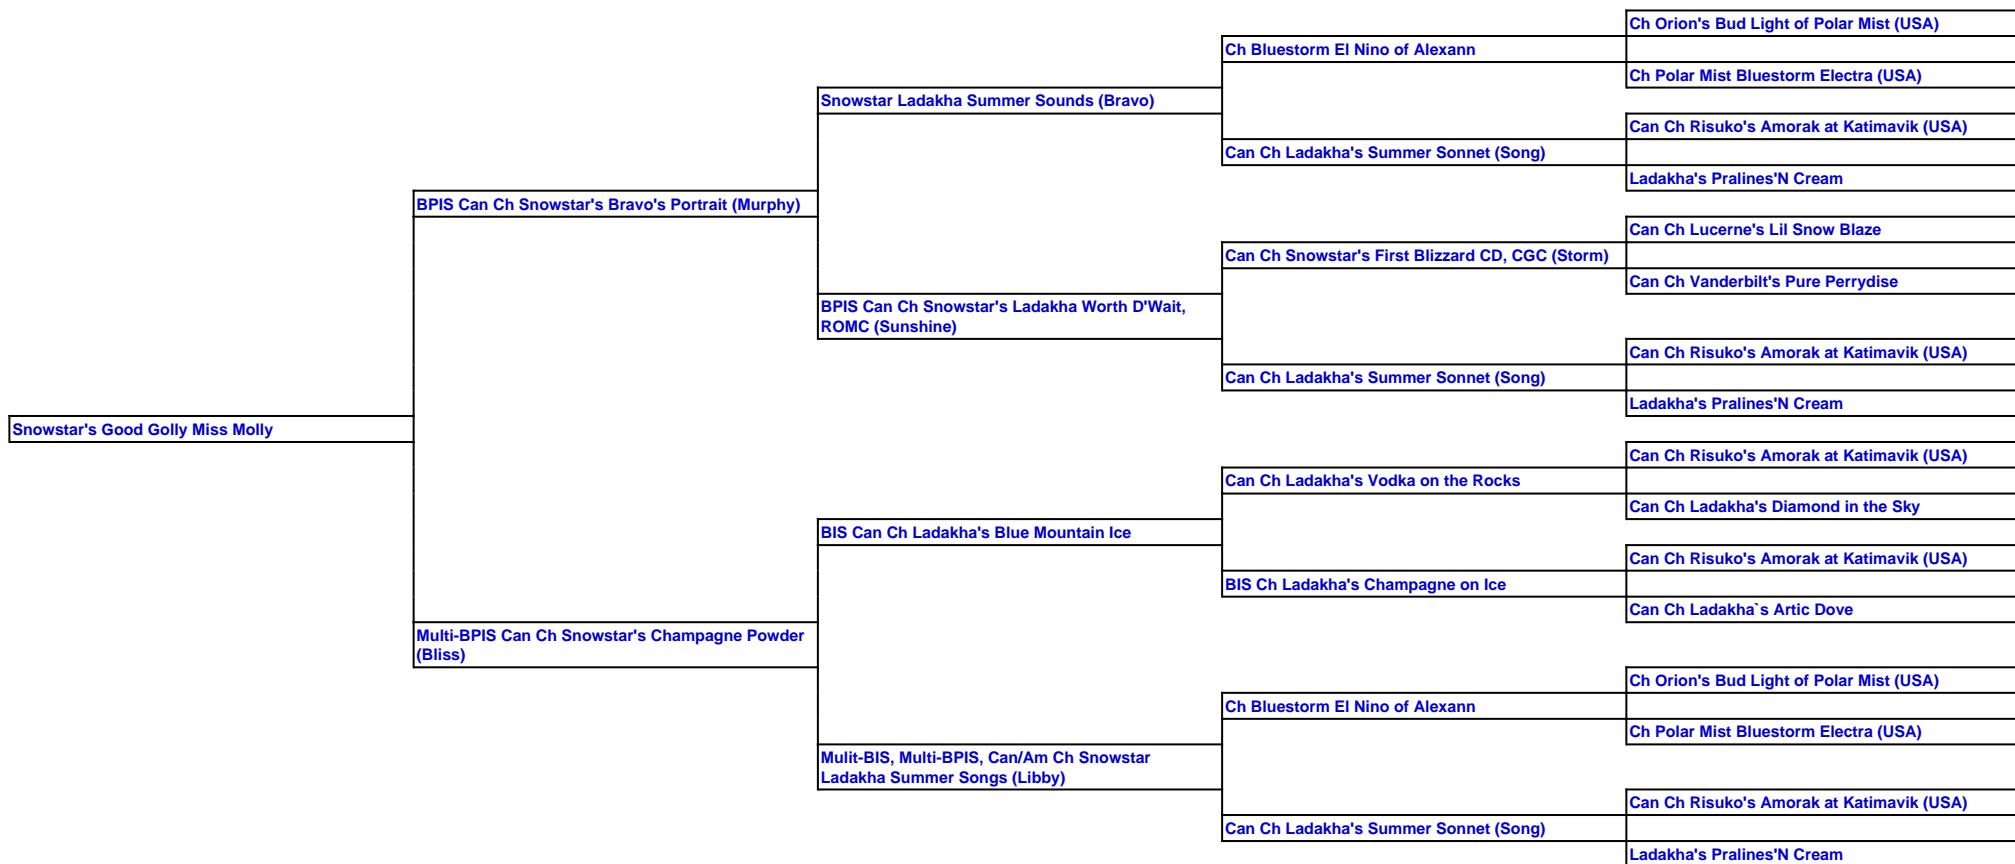 Ch Orion's Bud Light of Polar Mist (USA)
Ch Bluestorm El Nino of Alexann
Ch Polar Mist Bluestorm Electra (USA)
Snowstar Ladakha Summer Sounds (Bravo)
Can Ch Risuko's Amorak at Katimavik (USA)
Can Ch Ladakha's Summer Sonnet (Song)
Ladakha's Pralines'N Cream
BPIS Can Ch Snowstar's Bravo's Portrait (Murphy)
Can Ch Lucerne's Lil Snow Blaze
Can Ch Snowstar's First Blizzard CD, CGC (Storm)
Can Ch Vanderbilt's Pure Perrydise
BPIS Can Ch Snowstar's Ladakha Worth D'Wait,
ROMC (Sunshine)
Can Ch Risuko's Amorak at Katimavik (USA)
Can Ch Ladakha's Summer Sonnet (Song)
Ladakha's Pralines'N Cream
Snowstar's Good Golly Miss Molly
Can Ch Risuko's Amorak at Katimavik (USA)
Can Ch Ladakha's Vodka on the Rocks
Can Ch Ladakha's Diamond in the Sky
BIS Can Ch Ladakha's Blue Mountain Ice
Can Ch Risuko's Amorak at Katimavik (USA)
BIS Ch Ladakha's Champagne on Ice
Can Ch Ladakha`s Artic Dove
Multi-BPIS Can Ch Snowstar's Champagne Powder
(Bliss)
Ch Orion's Bud Light of Polar Mist (USA)
Ch Bluestorm El Nino of Alexann
Ch Polar Mist Bluestorm Electra (USA)
Mulit-BIS, Multi-BPIS, Can/Am Ch Snowstar
Ladakha Summer Songs (Libby)
Can Ch Risuko's Amorak at Katimavik (USA)
Can Ch Ladakha's Summer Sonnet (Song)
Ladakha's Pralines'N Cream